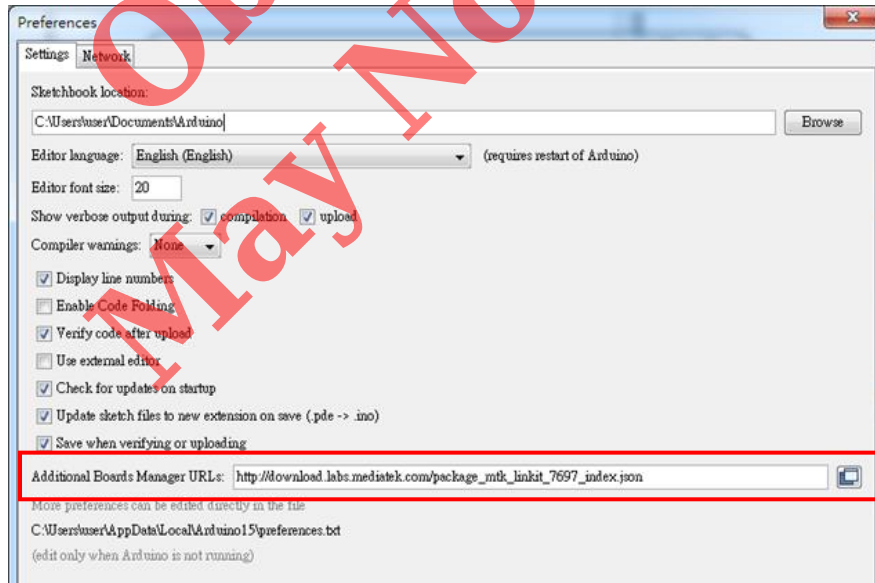 Preferences
Settings Network
Sketchbook location:
C:\Users\user\Documents\Arduino Browse
Editor language: English (English) (requires restart of Arduino)
Editor font size: 20
Show verbose output during: compilation upload
Compiler warnings: None
Display line numbers
Enable Code Folding
Verify code after upload
Use external editor
Check for updates on startup
Update sketch files to new extension on save (.pde -> .ino)
Save when verifying or uploading
Additional Boards Manager URLs: http://download.labs.mediatek.com/package_mtk_linkit_7697_index.json
More preferences can be edited directly in the file
C:\Users\user\AppData\Local\Arduino15\preferences.txt
(edit only when Arduino is not running)
May No